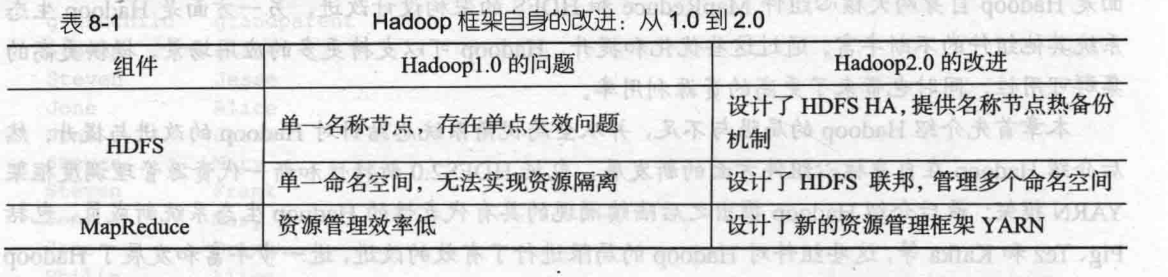 表 8-1 Hadoop 框架自身的改进：从 1.0 到 2.0
组件 Hadoop1.0 的问题 Hadoop2.0 的改进
HDFS
单一名称节点，存在单点失效问题
设计了 HDFS HA，提供名称节点热备份
机制
单一命名空间，无法实现资源隔离 设计了 HDFS 联邦，管理多个命名空间
MapReduce 资源管理效率低 设计了新的资源管理框架 YARN